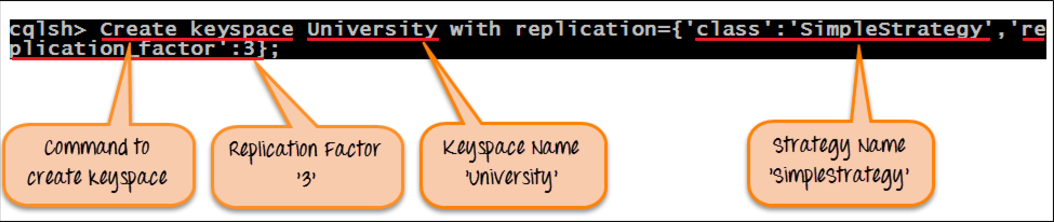 cqlsh> Create keyspace University with replication={'class':'SimpleStrategy','re
plication_factor':3};
Command to
create keyspace
Replication Factor
'3'
Keyspace Name
'University'
Strategy Name
'Simplestrategy'